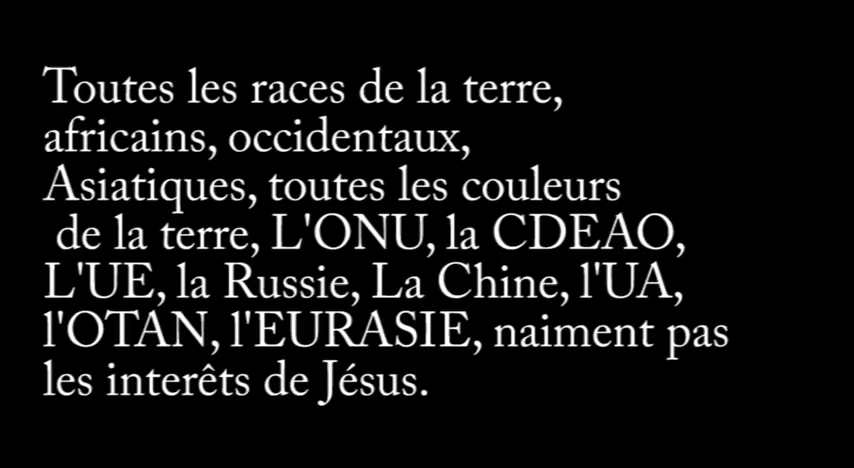 Toutes les races de la terre,
africains, occidentaux,
Asiatiques, toutes les couleurs
de la terre, L'ONU, la CDEAO,
L'UE, la Russie, La Chine, l'UA,
l'OTAN, l'EURASIE, naiment pas
les interêts de Jésus.